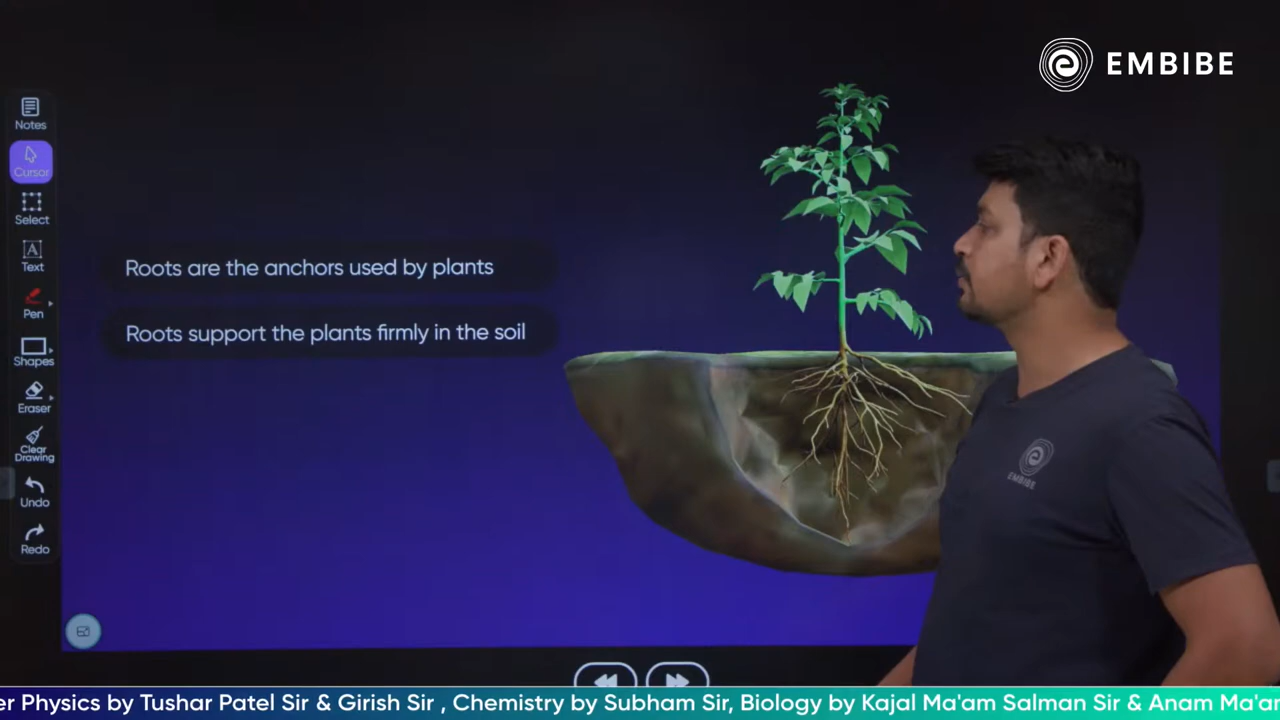 EMBIBE
Notes
Cursor
Select
A
Text
Pen
Shapes
Eraser
Clear
Drawing
Undo
Redo
Roots are the anchors used by plants
Roots support the plants firmly in the soil
EMBIBE
er Physics by Tushar Patel Sir & Girish Sir , Chemistry by Subham Sir, Biology by Kajal Ma'am Salman Sir & Anam Ma'am